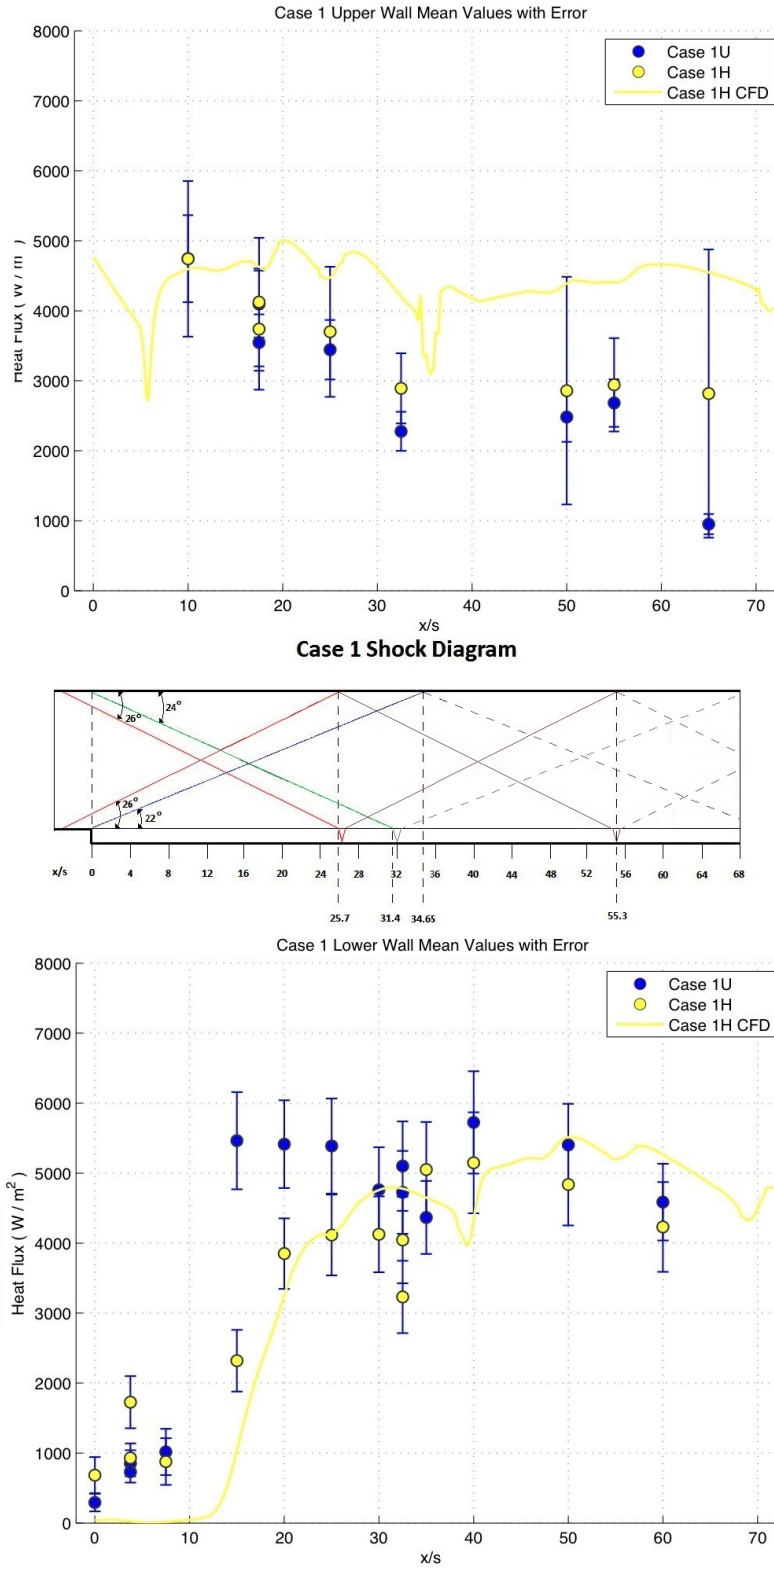 Case 1 Upper Wall Mean Values with Error
8000
7000
6000
5000
4000
3000
2000
1000
0
Heat Flux ( W / m )
Case 1U
Case 1H
Case 1H CFD
0 10 20 30 40 50 60 70
x/s
Case 1 Shock Diagram
26° 24°
26°
22°
x/s 0 4 8 12 16 20 24 28 32 36 40 44 48 52 56 60 64 68
25.7 31.4 34.65 55.3
Case 1 Lower Wall Mean Values with Error
8000
7000
6000
5000
4000
3000
2000
1000
0
Heat Flux ( W / m² )
Case 1U
Case 1H
Case 1H CFD
0 10 20 30 40 50 60 70
x/s